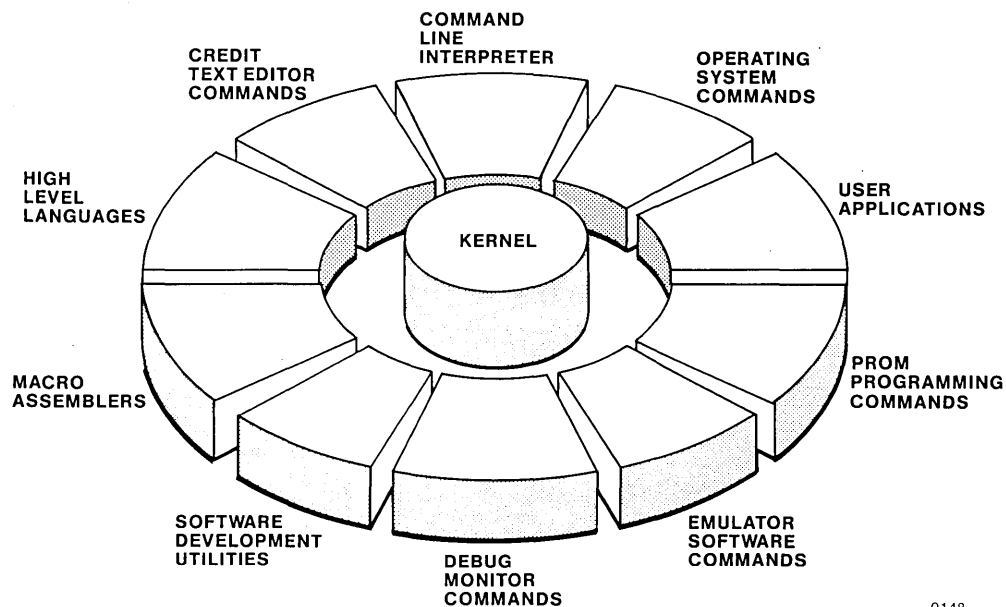 COMMAND
LINE
INTERPRETER
CREDIT
TEXT EDITOR
COMMANDS
OPERATING
SYSTEM
COMMANDS
HIGH
LEVEL
LANGUAGES
USER
APPLICATIONS
KERNEL
MACRO
ASSEMBLERS
PROM
PROGRAMMING
COMMANDS
SOFTWARE
DEVELOPMENT
UTILITIES
DEBUG
MONITOR
COMMANDS
EMULATOR
SOFTWARE
COMMANDS